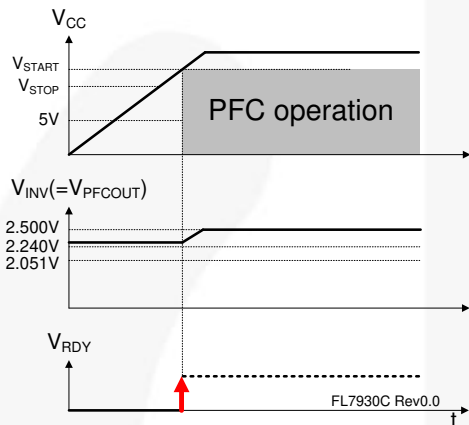 VCC
VSTART
VSTOP
5V
PFC operation
VINV(=VPFCOUT)
2.500V
2.240V
2.051V
VRDY
FL7930C Rev0.0
t